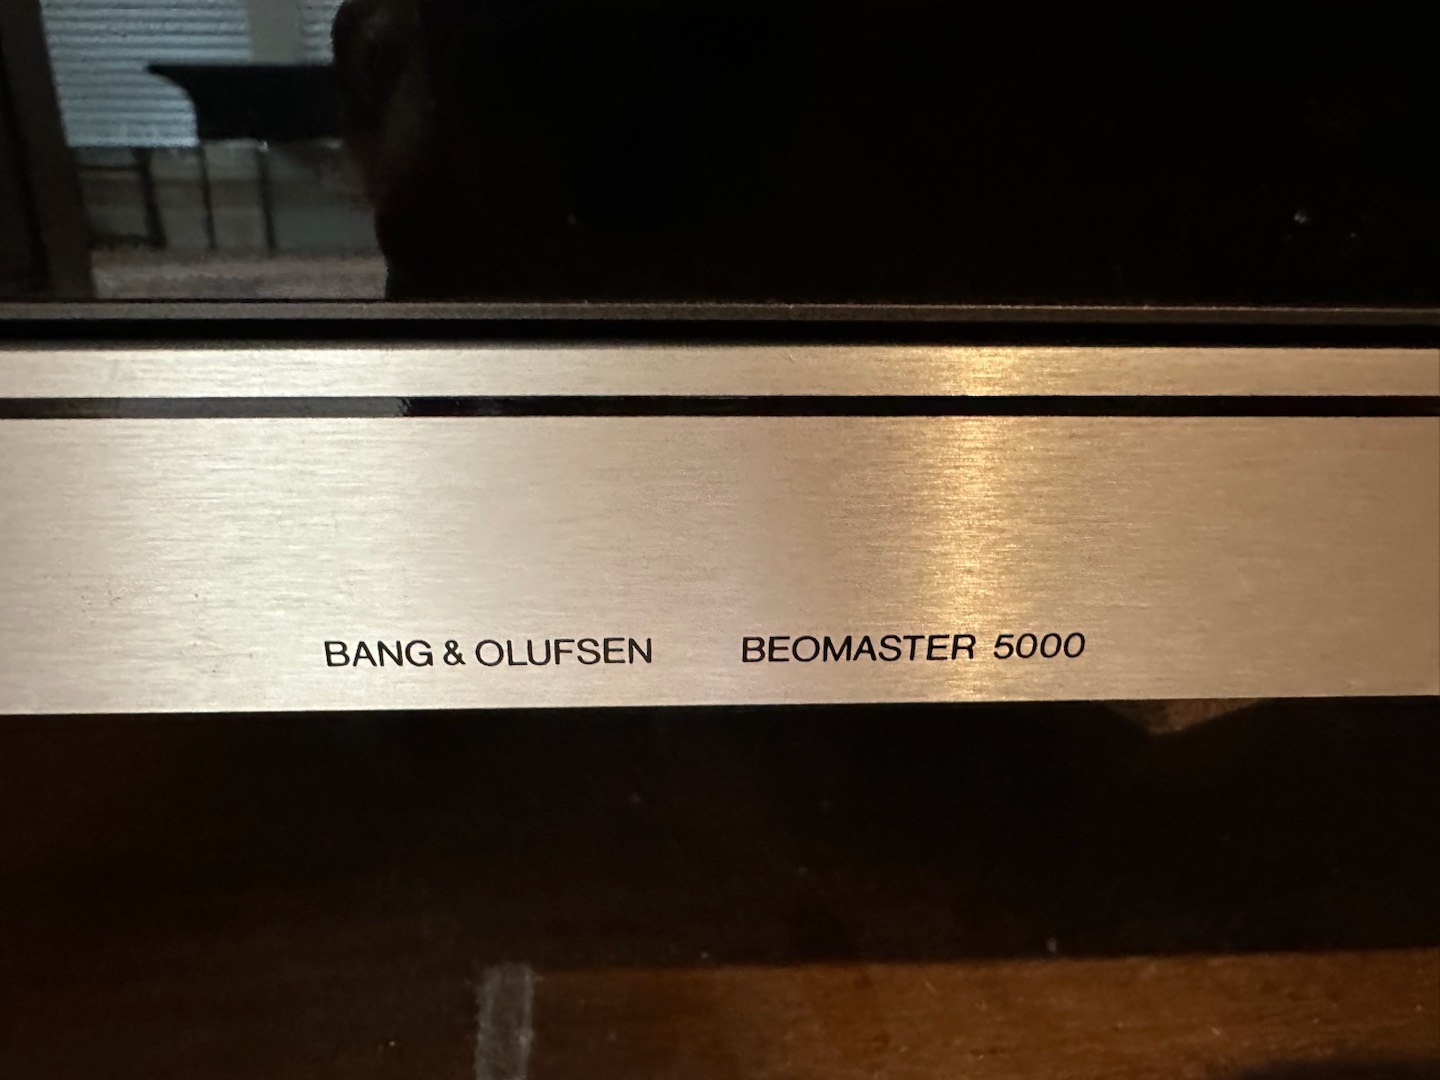 BANG & OLUFSEN BEOMASTER 5000